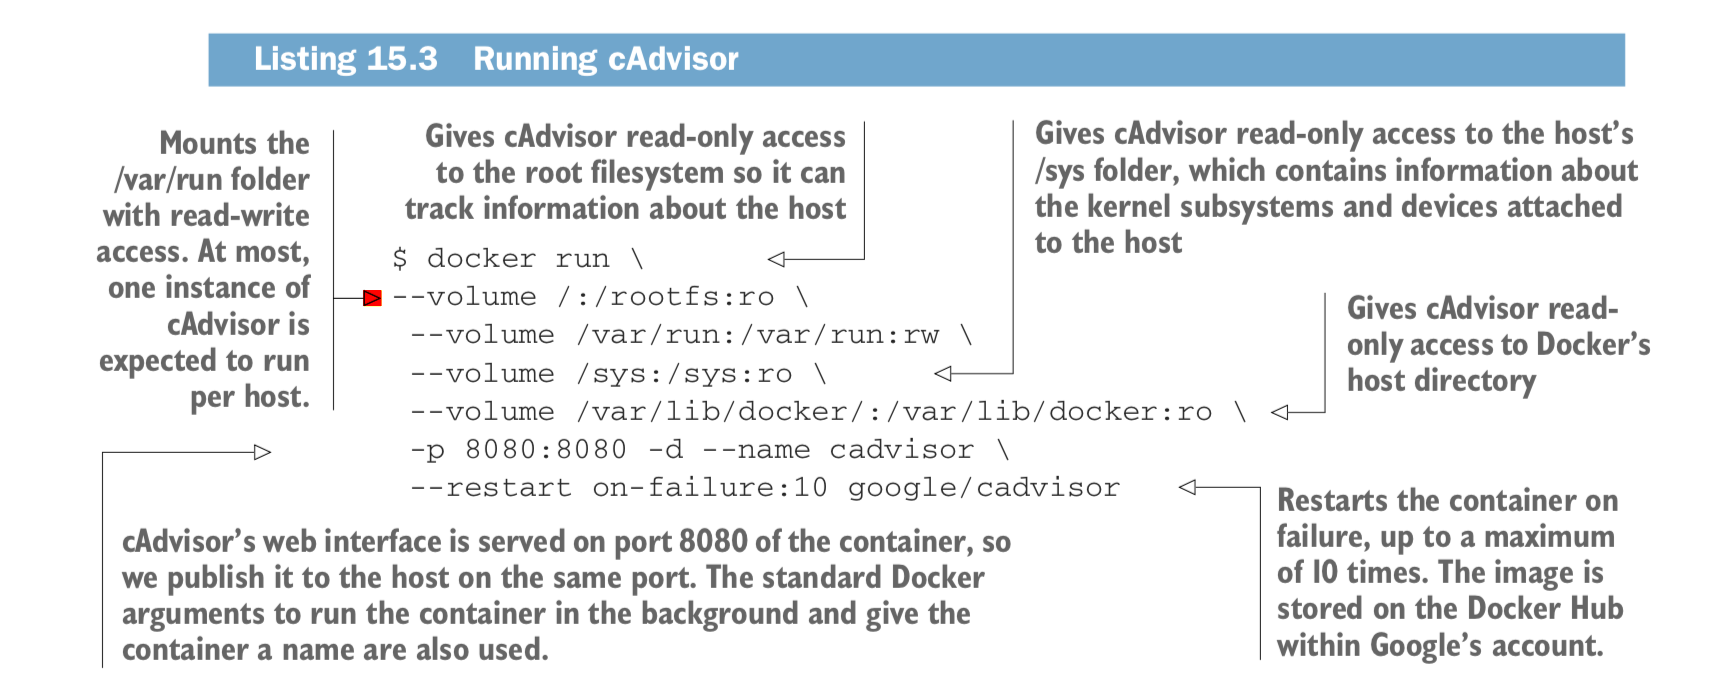 Listing 15.3 Running cAdvisor
Mounts the
/var/run folder
with read-write
access. At most,
one instance of
cAdvisor is
expected to run
per host.
Gives cAdvisor read-only access
to the root filesystem so it can
track information about the host
Gives cAdvisor read-only access to the host’s
/sys folder, which contains information about
the kernel subsystems and devices attached
to the host
$ docker run \
--volume /:/rootfs:ro \
--volume /var/run:/var/run:rw \
--volume /sys:/sys:ro \
--volume /var/lib/docker/:/var/lib/docker:ro \
-p 8080:8080 -d --name cadvisor \
--restart on-failure:10 google/cadvisor
Gives cAdvisor read-
only access to Docker’s
host directory
cAdvisor’s web interface is served on port 8080 of the container, so
we publish it to the host on the same port. The standard Docker
arguments to run the container in the background and give the
container a name are also used.
Restarts the container on
failure, up to a maximum
of 10 times. The image is
stored on the Docker Hub
within Google’s account.